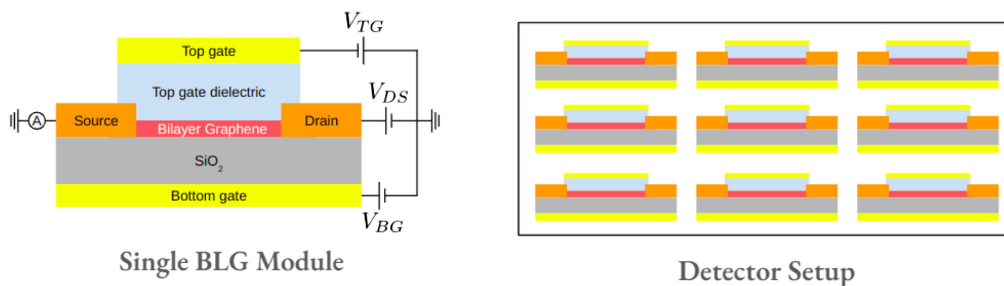 V_TG
Top gate
Top gate dielectric
V_DS
A
Source
Drain
Bilayer Graphene
SiO₂
Bottom gate
V_BG
Single BLG Module
Detector Setup